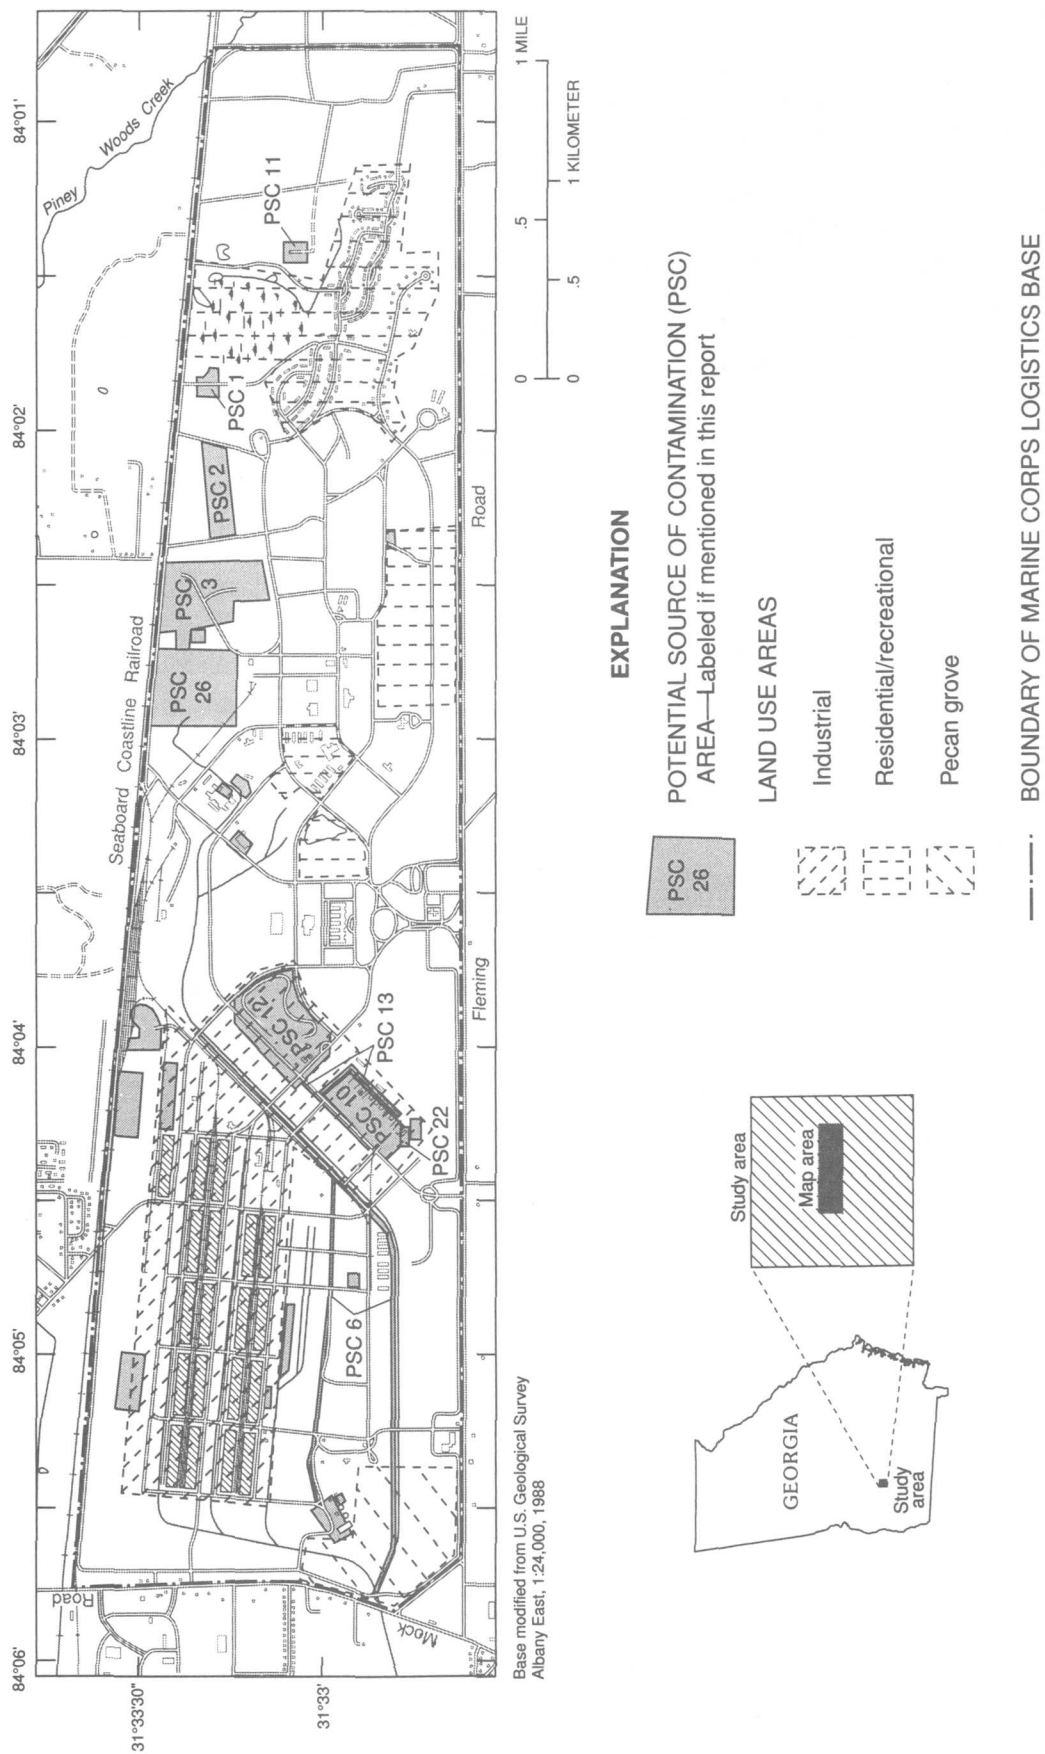 84°06'
84°05'
84°04'
84°03'
84°02'
84°01'
31°33'30"
31°33'
Road
Mock
Seaboard Coastline Railroad
Piney Woods Creek
PSC 6
PSC 22
PSC 10
PSC 13
PSC 12
PSC
26
PSC
3
PSC 2
PSC 1
PSC 11
Fleming
Road
Base modified from U.S. Geological Survey
Albany East, 1:24,000, 1988
0 .5 1 MILE
0 .5 1 KILOMETER
GEORGIA
Study
area
Study area
Map area
EXPLANATION
PSC
26
POTENTIAL SOURCE OF CONTAMINATION (PSC)
AREA—Labeled if mentioned in this report
LAND USE AREAS
Industrial
Residential/recreational
Pecan grove
BOUNDARY OF MARINE CORPS LOGISTICS BASE